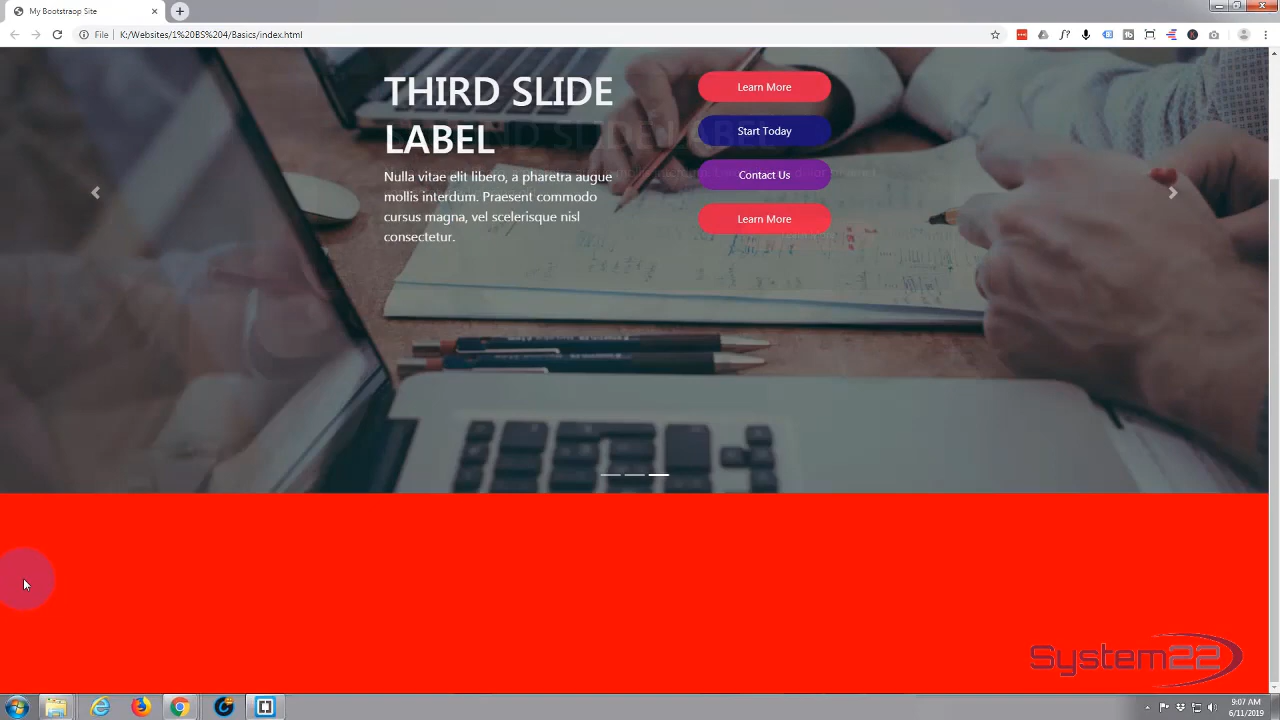 My Bootstraop Site
File
K:/Websites/1%20BS%204/Basics/index.html
THIRD SLIDE
LABEL
Nulla vitae elit libero, a pharetra augue
mollis interdum. Praesent commodo
cursus magna, vel scelerisque nisl
consectetur.
Learn More
Start Today
Contact Us
Learn More
System22
9:07 AM
6/11/2019